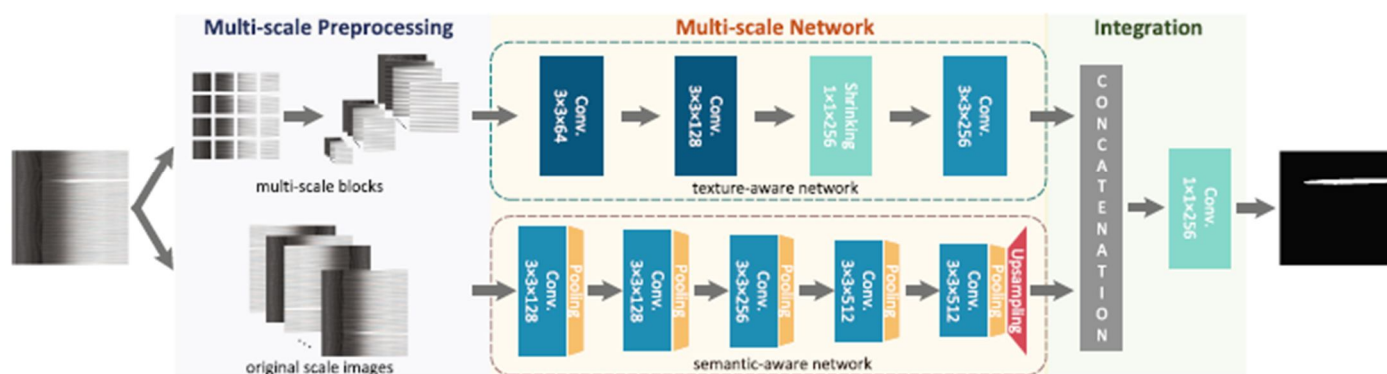 Multi-scale Preprocessing
Multi-scale Network
Integration
multi-scale blocks
Conv.
3×3×64
Conv.
3×3×128
Shrinking
1×1×256
Conv.
3×3×256
texture-aware network
original scale images
Conv.
3×3×128
Pooling
Conv.
3×3×128
Pooling
Conv.
3×3×256
Pooling
Conv.
3×3×512
Pooling
Conv.
3×3×512
Pooling
Upsampling
semantic-aware network
CONCATENATION
Conv.
1×1×256